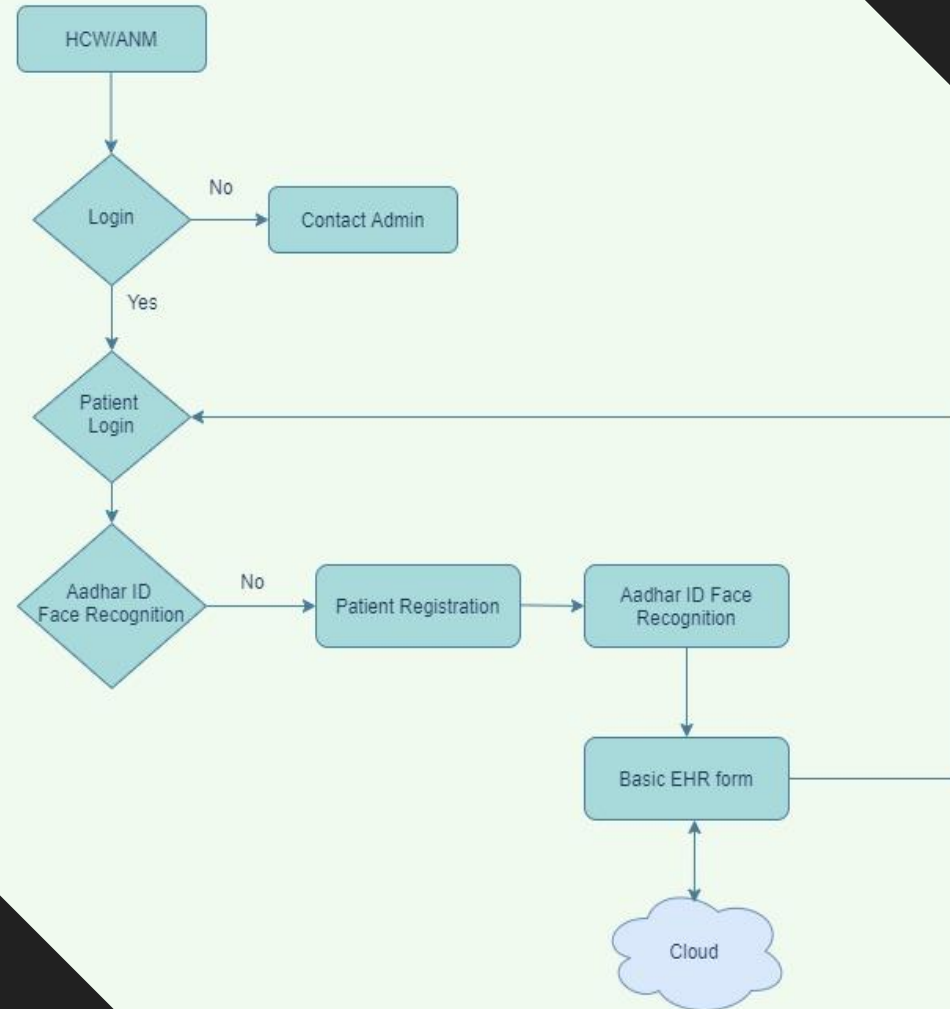 HCW/ANM
No
Login
Contact Admin
Yes
Patient
Login
Aadhar ID
Face Recognition
No
Patient Registration
Aadhar ID Face
Recognition
Basic EHR form
Cloud